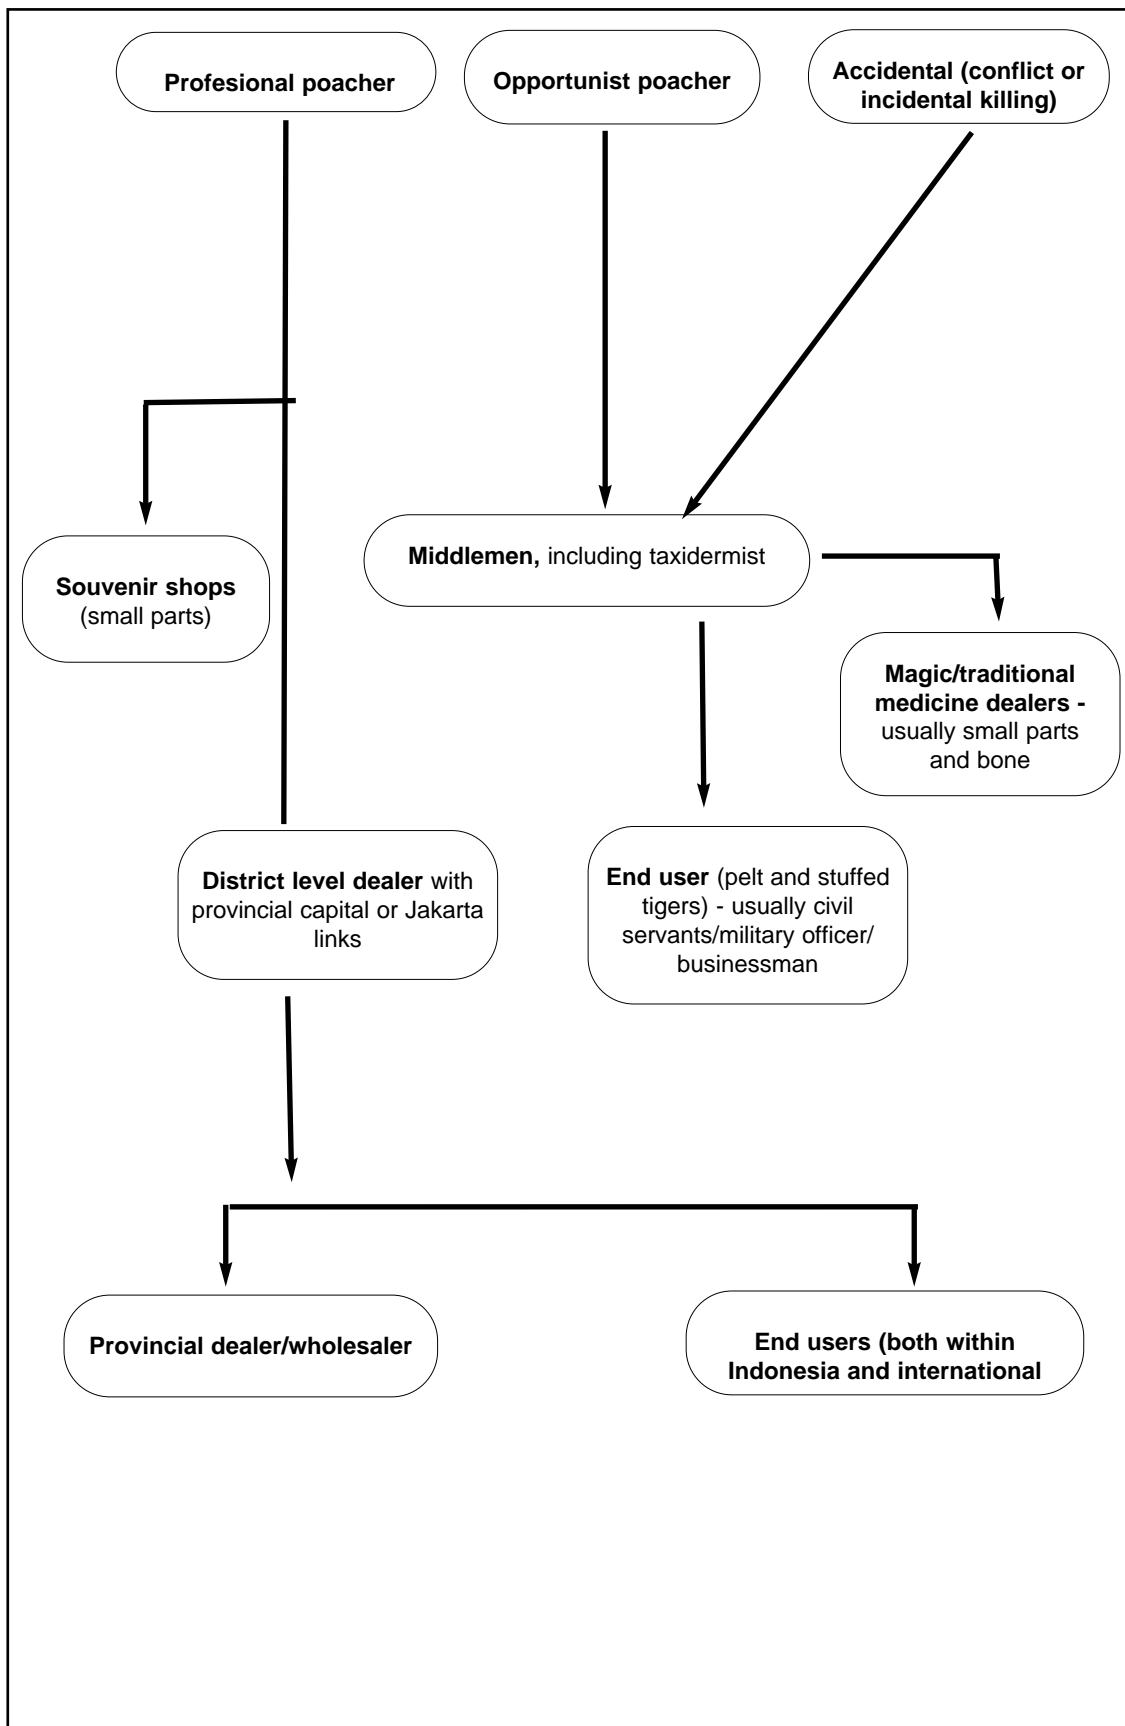 Profesional poacher
Opportunist poacher
Accidental (conflict or
incidental killing)
Souvenir shops
(small parts)
Middlemen, including taxidermist
Magic/traditional
medicine dealers -
usually small parts
and bone
District level dealer with
provincial capital or Jakarta
links
End user (pelt and stuffed
tigers) - usually civil
servants/military officer/
businessman
Provincial dealer/wholesaler
End users (both within
Indonesia and international